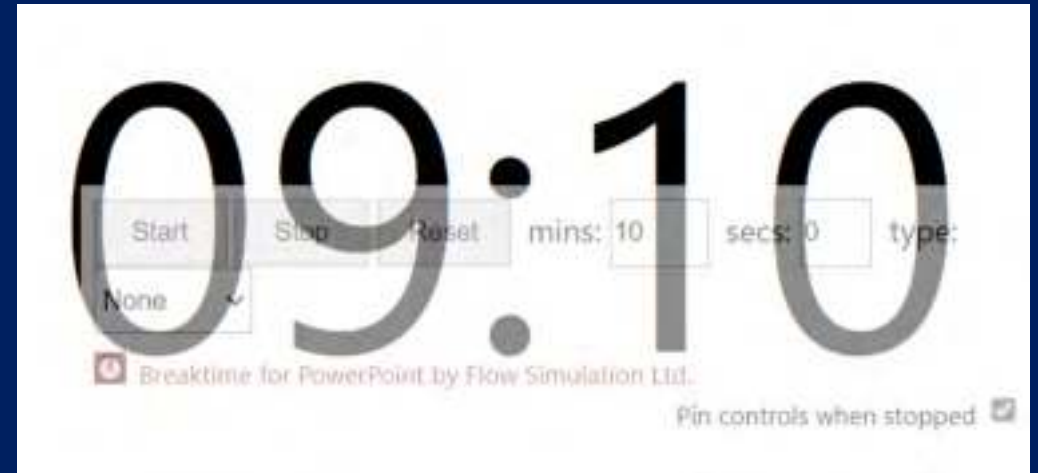 09:10
Start Stop Reset mins: 10 secs: 0 type:
None
Breaktime for PowerPoint by Flow Simulation Ltd.
Pin controls when stopped